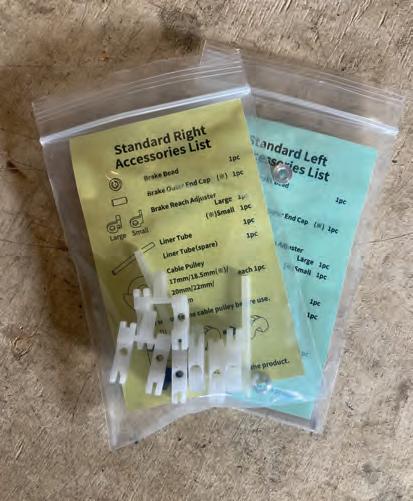 Standard Right
Accessories List
Brake Bead 1pc
Brake Outer End Cap (※) 1pc
Brake Reach Adjuster Large 1pc
(※)Small 1pc
Large Small
Liner Tube 1pc
Liner Tube(spare) 1pc
Cable Pulley
17mm/18.5mm(※)/ each 1pc
20mm/22mm/
cable pulley before use.
the product.
Standard Left
Accessories List
1pc
End Cap (※) 1pc
Large 1pc
(※)Small 1pc
1pc
1pc